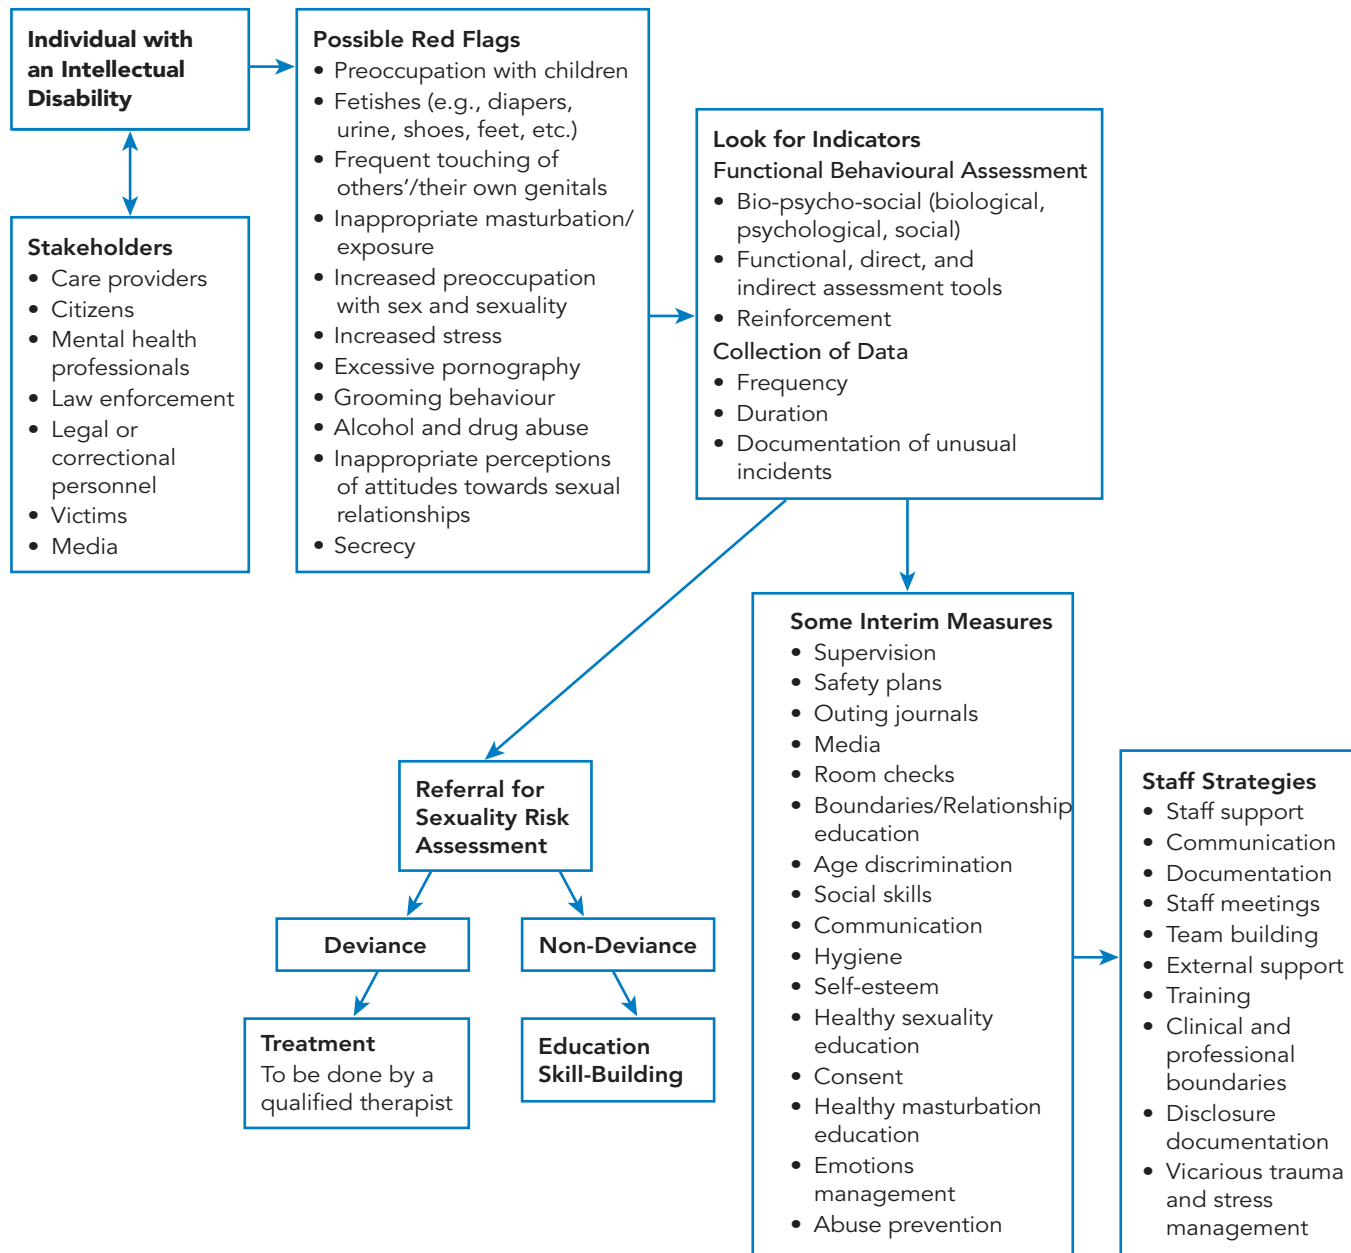 Individual with
an Intellectual
Disability
Stakeholders
• Care providers
• Citizens
• Mental health
professionals
• Law enforcement
• Legal or
correctional
personnel
• Victims
• Media
Possible Red Flags
• Preoccupation with children
• Fetishes (e.g., diapers,
urine, shoes, feet, etc.)
• Frequent touching of
others’/their own genitals
• Inappropriate masturbation/
exposure
• Increased preoccupation
with sex and sexuality
• Increased stress
• Excessive pornography
• Grooming behaviour
• Alcohol and drug abuse
• Inappropriate perceptions
of attitudes towards sexual
relationships
• Secrecy
Look for Indicators
Functional Behavioural Assessment
• Bio-psycho-social (biological,
psychological, social)
• Functional, direct, and
indirect assessment tools
• Reinforcement
Collection of Data
• Frequency
• Duration
• Documentation of unusual
incidents
Referral for
Sexuality Risk
Assessment
Deviance
Non-Deviance
Treatment
To be done by a
qualified therapist
Education
Skill-Building
Some Interim Measures
• Supervision
• Safety plans
• Outing journals
• Media
• Room checks
• Boundaries/Relationship
education
• Age discrimination
• Social skills
• Communication
• Hygiene
• Self-esteem
• Healthy sexuality
education
• Consent
• Healthy masturbation
education
• Emotions
management
• Abuse prevention
Staff Strategies
• Staff support
• Communication
• Documentation
• Staff meetings
• Team building
• External support
• Training
• Clinical and
professional
boundaries
• Disclosure
documentation
• Vicarious trauma
and stress
management